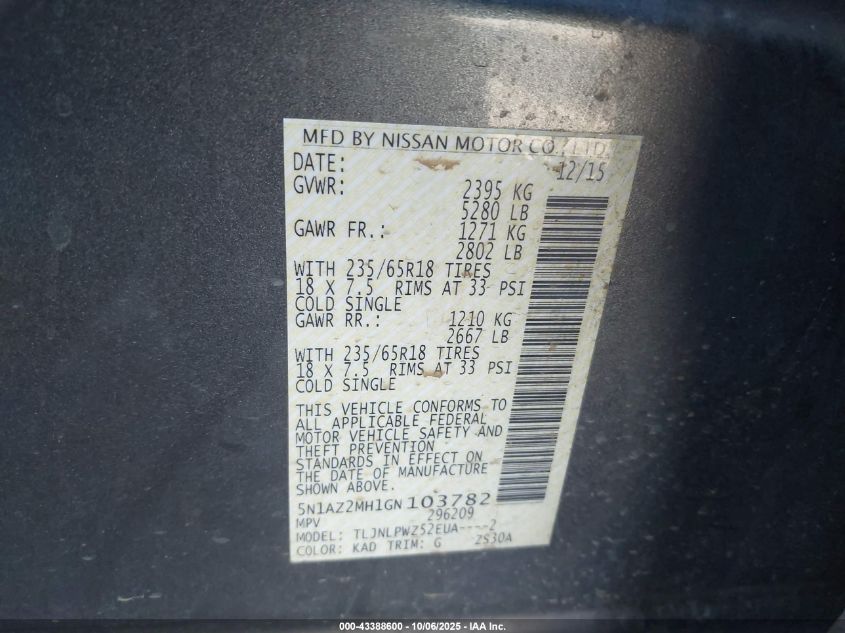 MFD BY NISSAN MOTOR CO., LTD.
DATE: 12/15
GVWR: 2395 KG
5280 LB
GAWR FR.: 1271 KG
2802 LB
WITH 235/65R18 TIRES
18 X 7.5 RIMS AT 33 PSI
COLD SINGLE
GAWR RR.: 1210 KG
2667 LB
WITH 235/65R18 TIRES
18 X 7.5 RIMS AT 33 PSI
COLD SINGLE
THIS VEHICLE CONFORMS TO
ALL APPLICABLE FEDERAL
MOTOR VEHICLE SAFETY AND
THEFT PREVENTION
STANDARDS IN EFFECT ON
THE DATE OF MANUFACTURE
SHOWN ABOVE.
5N1AZ2MH1GN103782
MPV 296209
MODEL: TLJNLPWZ52EUA----2
COLOR: KAD TRIM: G ZS30A
000-43388600 - 10/06/2025 - IAA Inc.